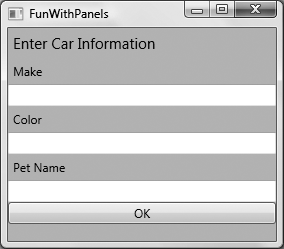 FunWithPanels
Enter Car Information
Make
Color
Pet Name
OK